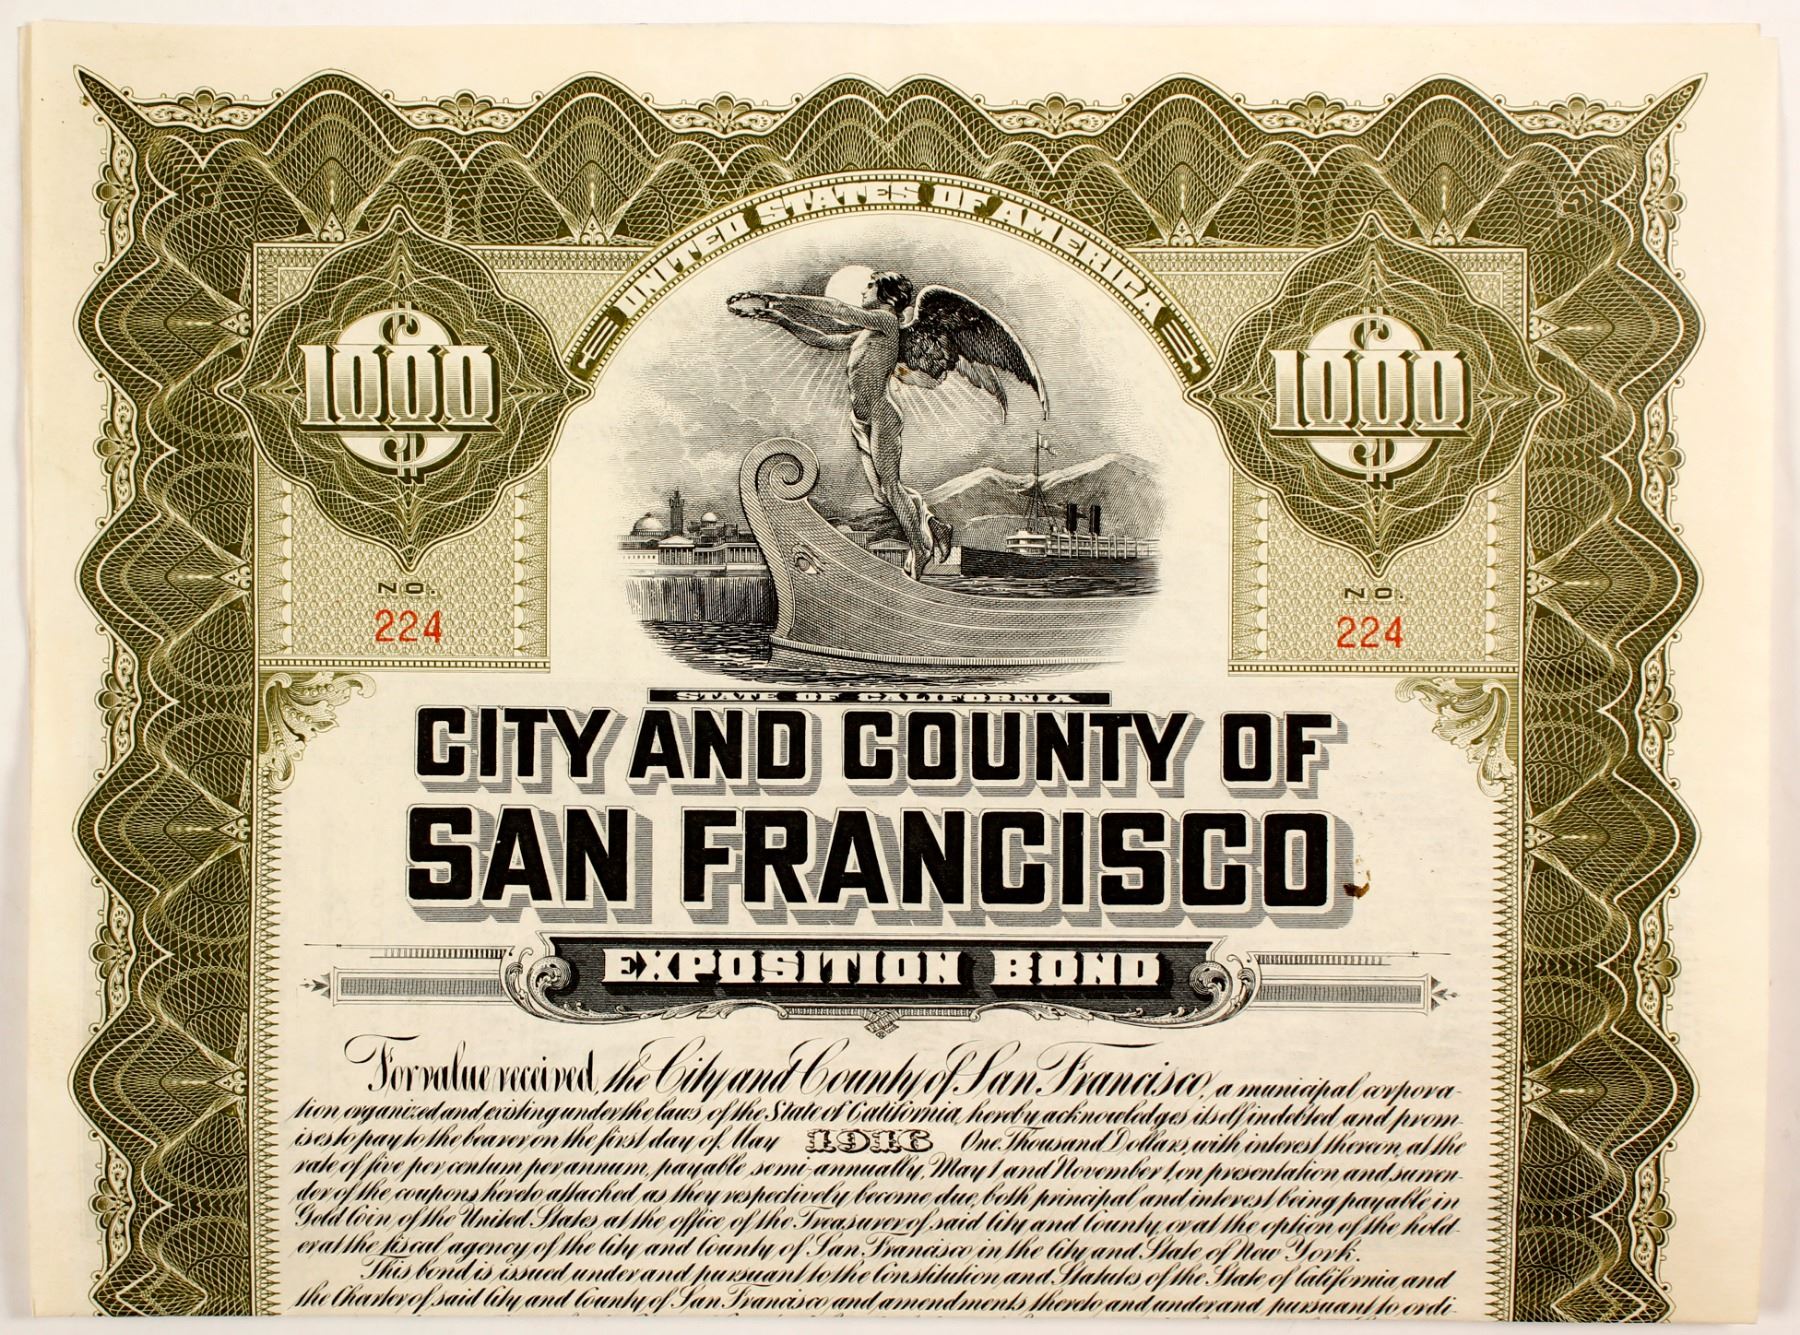 UNITED STATES OF AMERICA
$ 1000
$ 1000
NO.
224
NO.
224
STATE OF CALIFORNIA
CITY AND COUNTY OF
SAN FRANCISCO
EXPOSITION BOND
For value received, the City and County of San Francisco, a municipal corpora-
tion organized and existing under the laws of the State of California, hereby acknowledges itself indebted and prom-
ises to pay to the bearer on the first day of May 1916 One Thousand Dollars, with interest thereon, at the
rate of five per centum per annum, payable, semi-annually, May 1 and November 1, on presentation and surren-
der of the coupons hereto attached, as they respectively become due, both principal and interest being payable in
Gold Coin of the United States at the office of the Treasurer of said City and County, or at the option of the hold-
er at the fiscal agency of the City and County of San Francisco in the City and State of New York.
This bond is issued under and pursuant to the Constitution and Statutes of the State of California and
the Charter of said City and County of San Francisco and amendments thereto and under and pursuant to ordi-